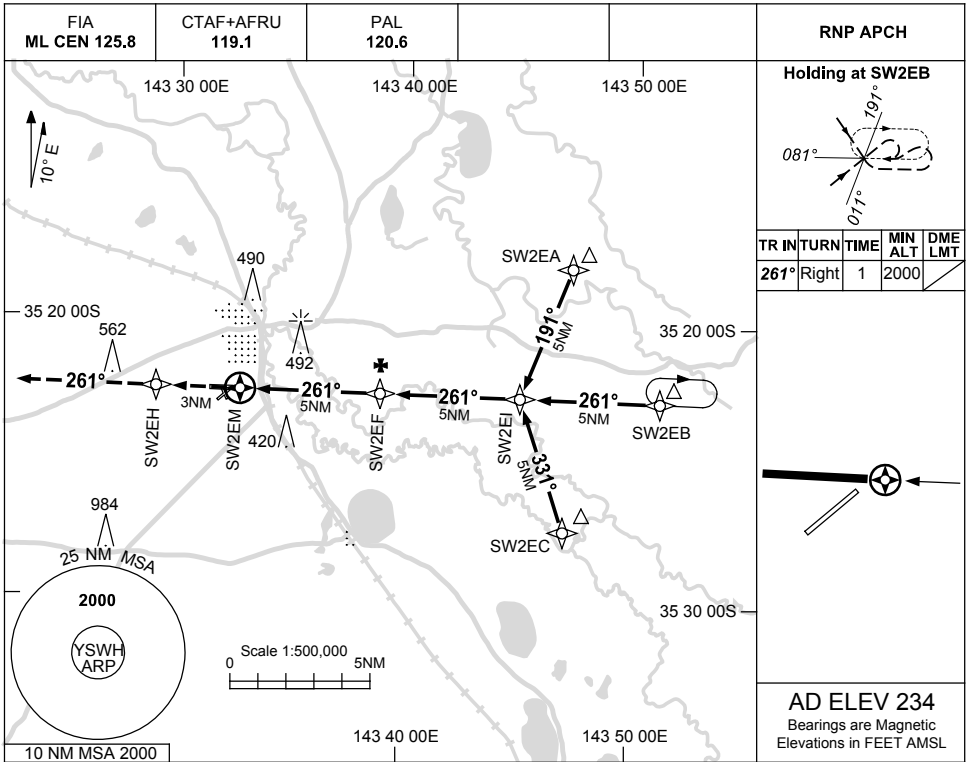 FIA
ML CEN 125.8
CTAF+AFRU
119.1
PAL
120.6
RNP APCH
143 30 00E
143 40 00E
143 50 00E
10° E
Holding at SW2EB
191°
081°
011°
TR IN TURN TIME MIN ALT DME LMT
261° Right 1 2000
490
SW2EA
35 20 00S
35 20 00S
562
492
191°
5NM
261°
3NM
261°
5NM
261°
5NM
261°
5NM
SW2EH
SW2EM
420
SW2EF
SW2EI
SW2EB
331°
5NM
984
SW2EC
25 NM MSA
2000
YSWH
ARP
35 30 00S
Scale 1:500,000
0 5NM
10 NM MSA 2000
143 40 00E
143 50 00E
AD ELEV 234
Bearings are Magnetic
Elevations in FEET AMSL